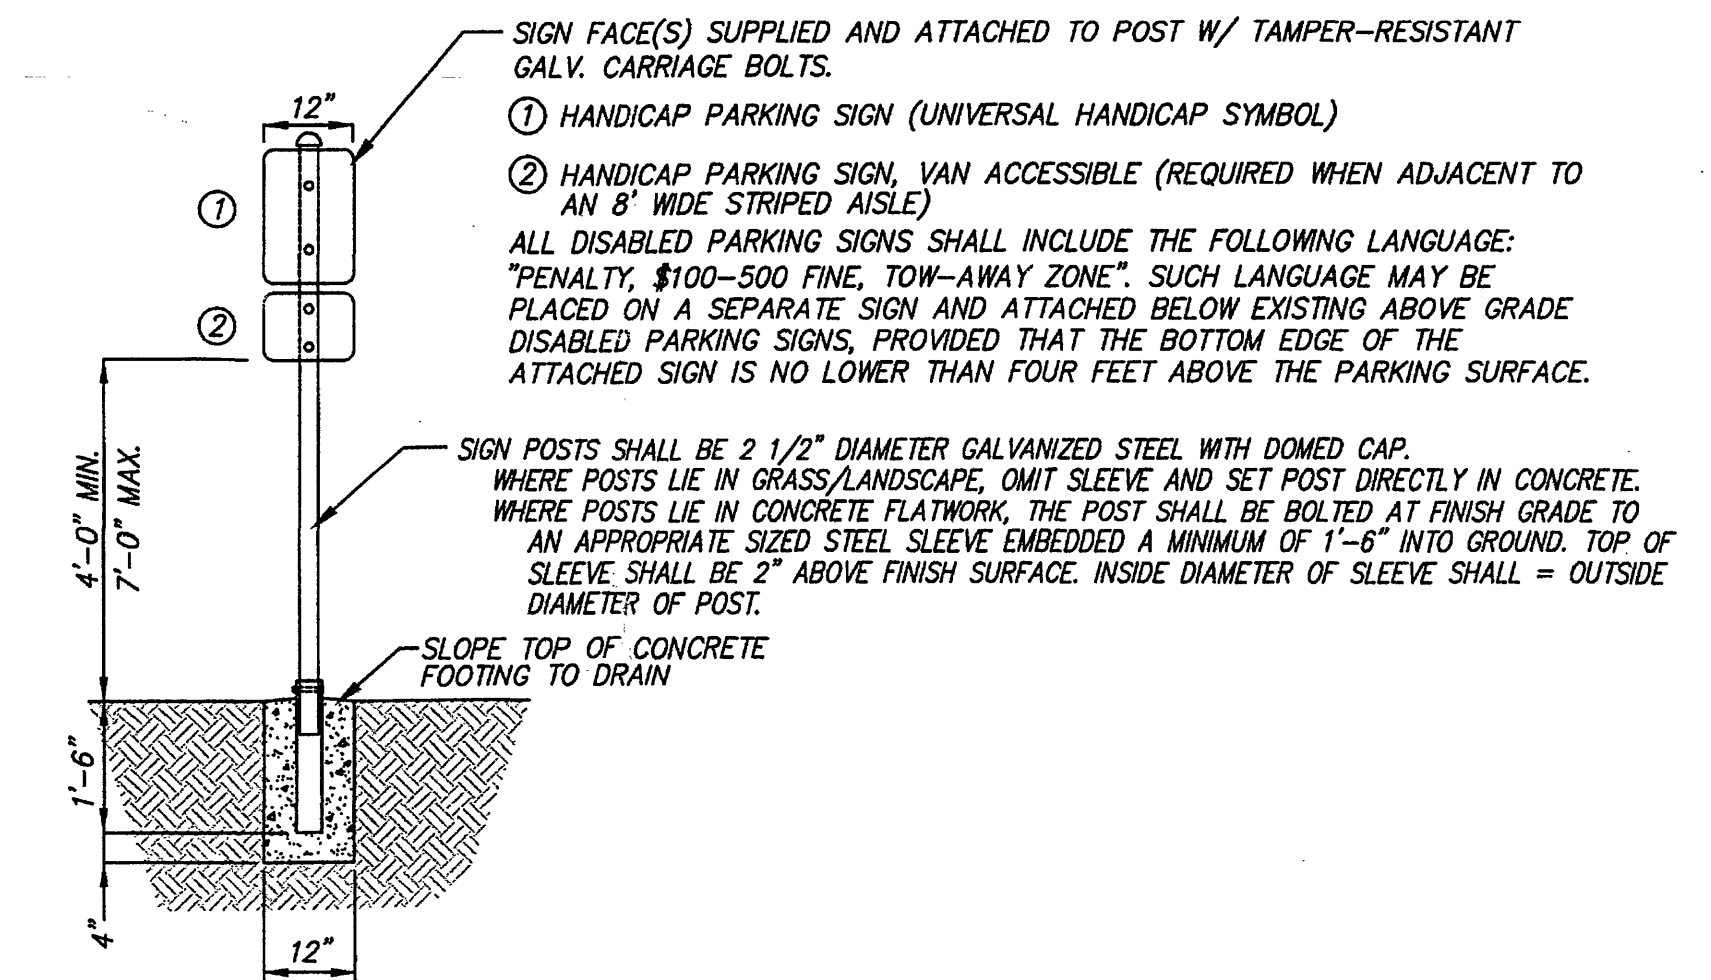 SIGN FACE(S) SUPPLIED AND ATTACHED TO POST W/ TAMPER-RESISTANT
GALV. CARRIAGE BOLTS.
① HANDICAP PARKING SIGN (UNIVERSAL HANDICAP SYMBOL)
② HANDICAP PARKING SIGN, VAN ACCESSIBLE (REQUIRED WHEN ADJACENT TO
AN 8' WIDE STRIPED AISLE)
ALL DISABLED PARKING SIGNS SHALL INCLUDE THE FOLLOWING LANGUAGE:
"PENALTY, $100-500 FINE, TOW-AWAY ZONE". SUCH LANGUAGE MAY BE
PLACED ON A SEPARATE SIGN AND ATTACHED BELOW EXISTING ABOVE GRADE
DISABLED PARKING SIGNS, PROVIDED THAT THE BOTTOM EDGE OF THE
ATTACHED SIGN IS NO LOWER THAN FOUR FEET ABOVE THE PARKING SURFACE.
12"
①
②
4'-0" MIN.
7'-0" MAX.
SIGN POSTS SHALL BE 2 1/2" DIAMETER GALVANIZED STEEL WITH DOMED CAP.
WHERE POSTS LIE IN GRASS/LANDSCAPE, OMIT SLEEVE AND SET POST DIRECTLY IN CONCRETE.
WHERE POSTS LIE IN CONCRETE FLATWORK, THE POST SHALL BE BOLTED AT FINISH GRADE TO
AN APPROPRIATE SIZED STEEL SLEEVE EMBEDDED A MINIMUM OF 1'-6" INTO GROUND. TOP OF
SLEEVE SHALL BE 2" ABOVE FINISH SURFACE. INSIDE DIAMETER OF SLEEVE SHALL = OUTSIDE
DIAMETER OF POST.
SLOPE TOP OF CONCRETE
FOOTING TO DRAIN
1'-6"
4"
12"